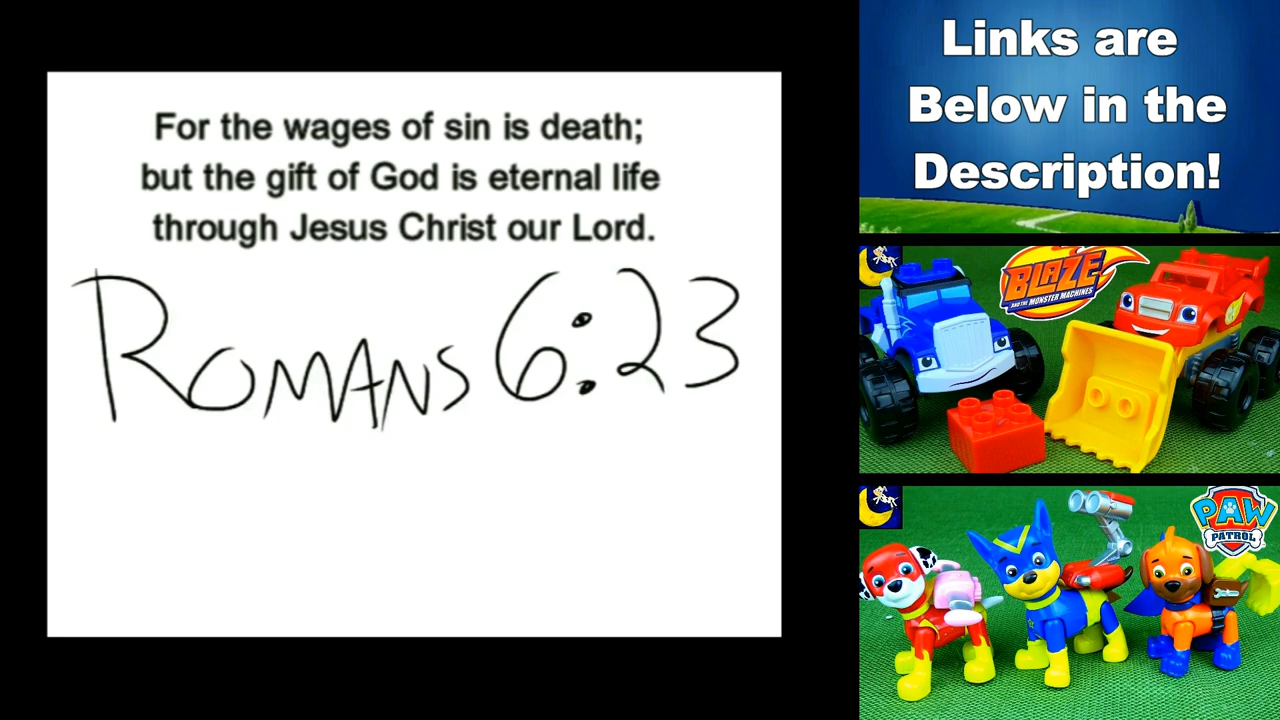 For the wages of sin is death;
but the gift of God is eternal life
through Jesus Christ our Lord.
ROMANS 6:23
Links are
Below in the
Description!
BLAZE
AND THE MONSTER MACHINES
PAW
PATROL